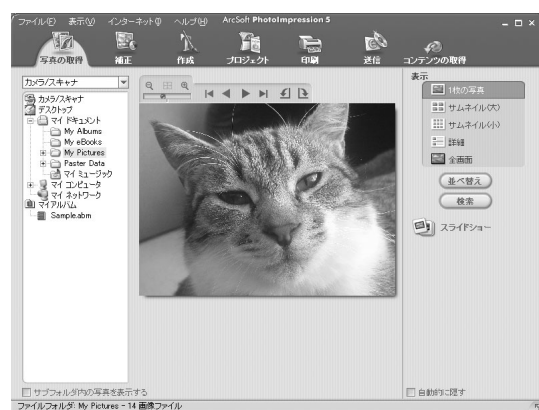 ファイル(F) 表示(V) インターネット(I) ヘルプ(H) ArcSoft PhotoImpression 5
写真の取得 補正 作成 プロジェクト 印刷 送信 コンテンツの取得
カメラ/スキャナ
カメラ/スキャナ
デスクトップ
マイ ドキュメント
My Albums
My eBooks
My Pictures
Paster Data
マイ ミュージック
マイ コンピュータ
マイ ネットワーク
マイアルバム
Sample.abm
表示
1枚の写真
サムネイル(大)
サムネイル(小)
詳細
全画面
並べ替え
検索
スライドショー
サブフォルダ内の写真を表示する
自動的に隠す
ファイルフォルダ: My Pictures - 14 画像ファイル